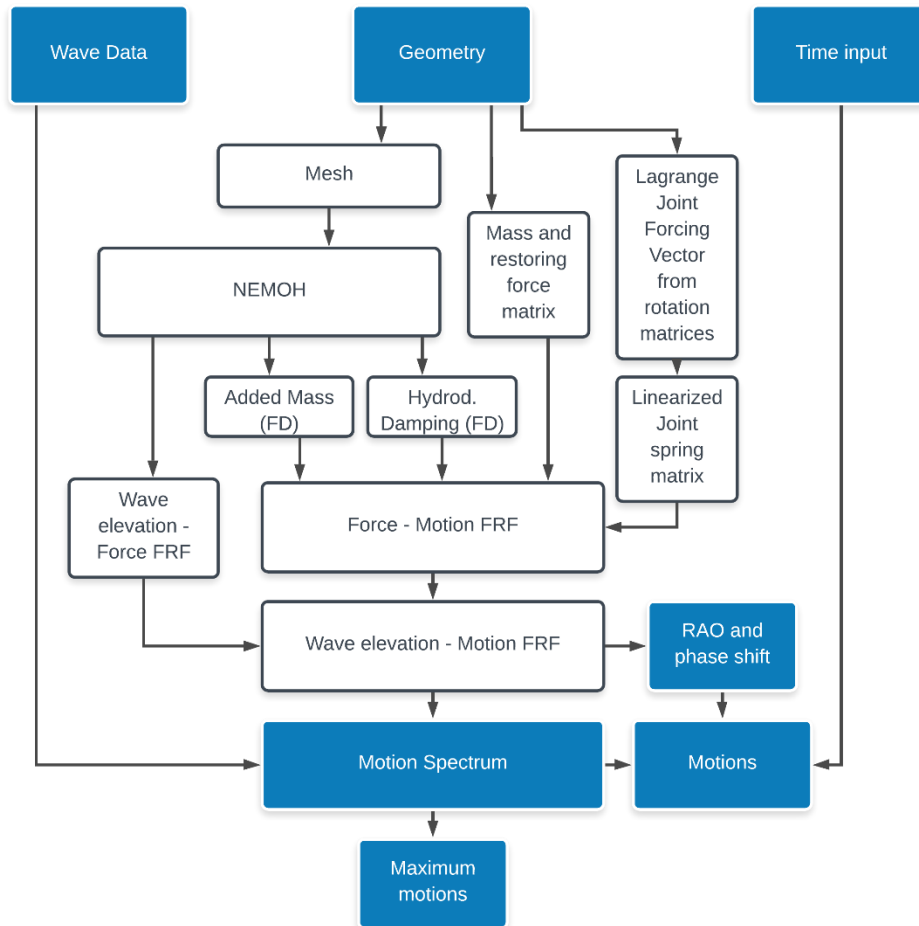 Wave Data
Geometry
Time input
Mesh
Lagrange
Joint
Forcing
Vector
from
rotation
matrices
Mass and
restoring
force
matrix
NEMOH
Added Mass
(FD)
Hydrod.
Damping (FD)
Linearized
Joint
spring
matrix
Wave
elevation -
Force FRF
Force - Motion FRF
Wave elevation - Motion FRF
RAO and
phase shift
Motion Spectrum
Motions
Maximum
motions